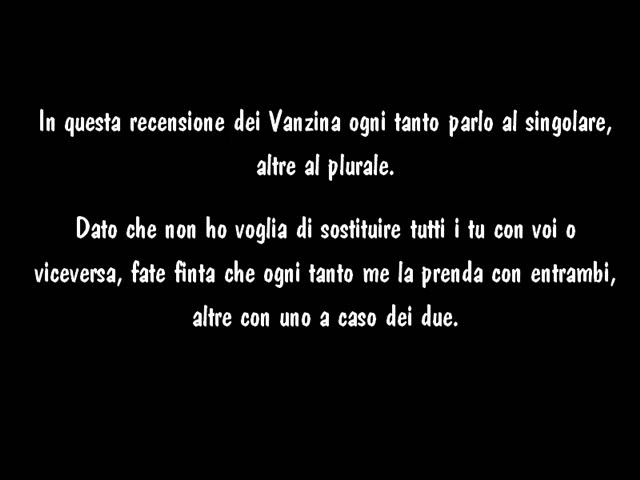 In questa recensione dei Vanzina ogni tanto parlo al singolare,
altre al plurale.
Dato che non ho voglia di sostituire tutti i tu con voi o
viceversa, fate finta che ogni tanto me la prenda con entrambi,
altre con uno a caso dei due.